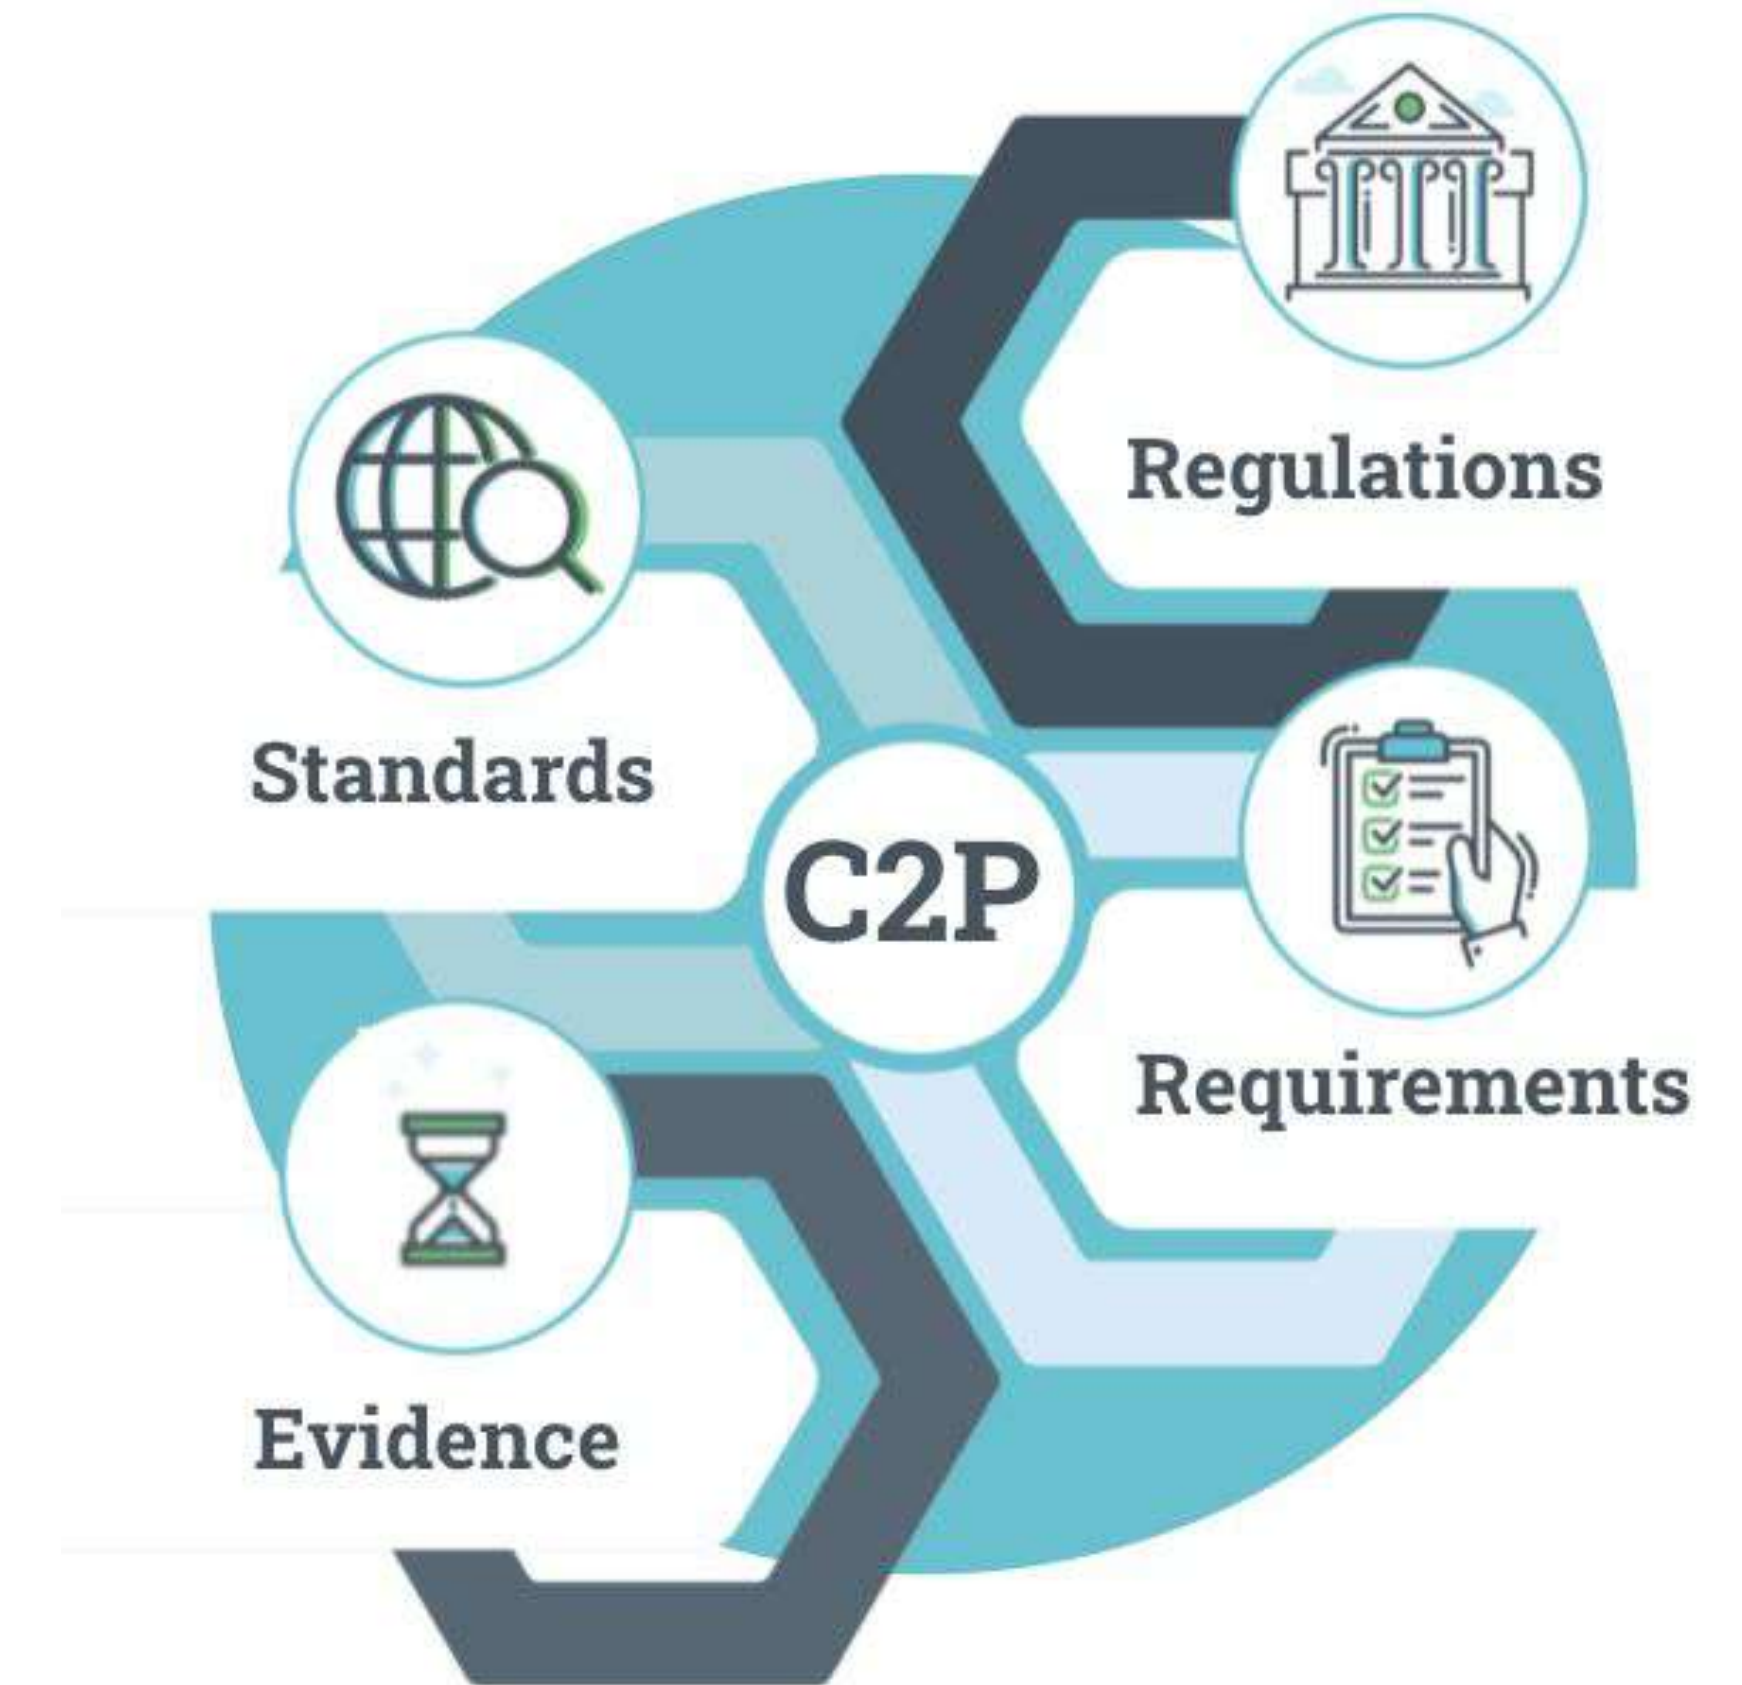 Regulations
Standards
C2P
Requirements
Evidence